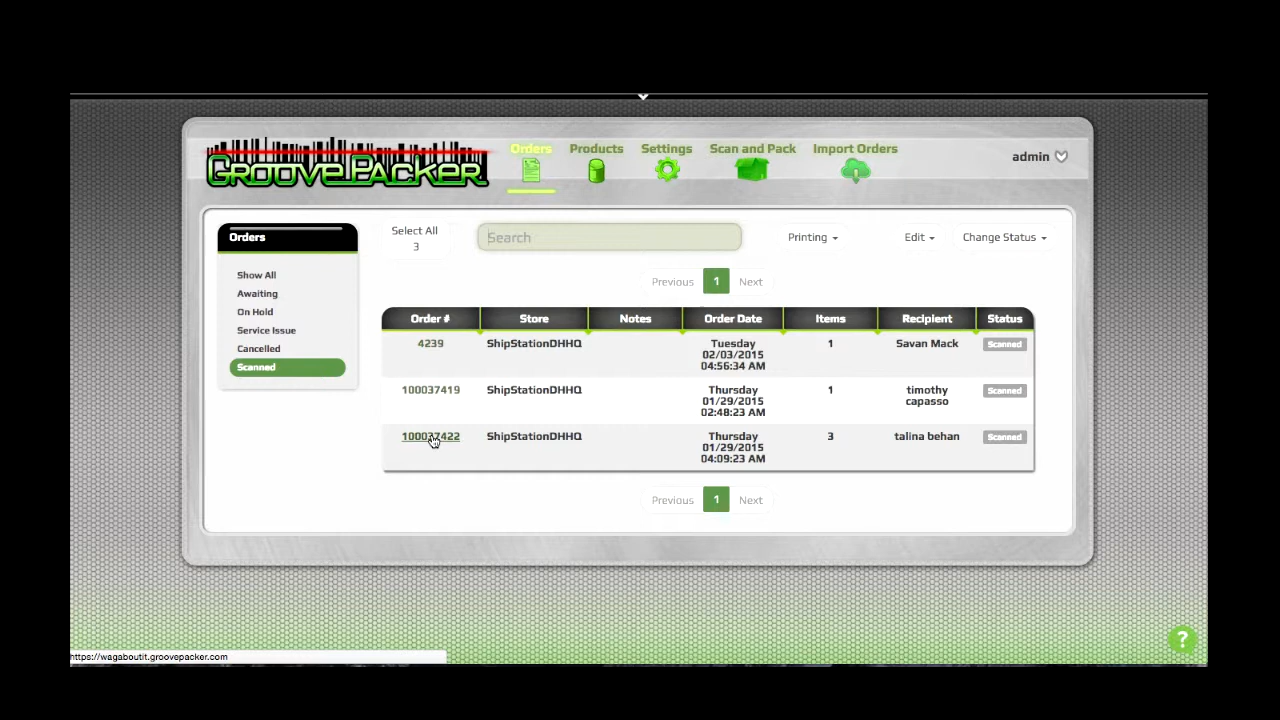 GROOVEPACKER
Orders Products Settings Scan and Pack Import Orders
admin
Orders
Show All
Awaiting
On Hold
Service Issue
Cancelled
Scanned
Select All
3
Search
Printing
Edit
Change Status
Previous 1 Next
Order # Store Notes Order Date Items Recipient Status
4239 ShipStationDHHQ Tuesday 1 Savan Mack Scanned
02/03/2015
04:56:34 AM
100037419 ShipStationDHHQ Thursday 1 timothy Scanned
01/29/2015 capasso
02:48:23 AM
100037422 ShipStationDHHQ Thursday 3 talina behan Scanned
01/29/2015
04:09:23 AM
Previous 1 Next
?
https://wagaboutit.groovepacker.com